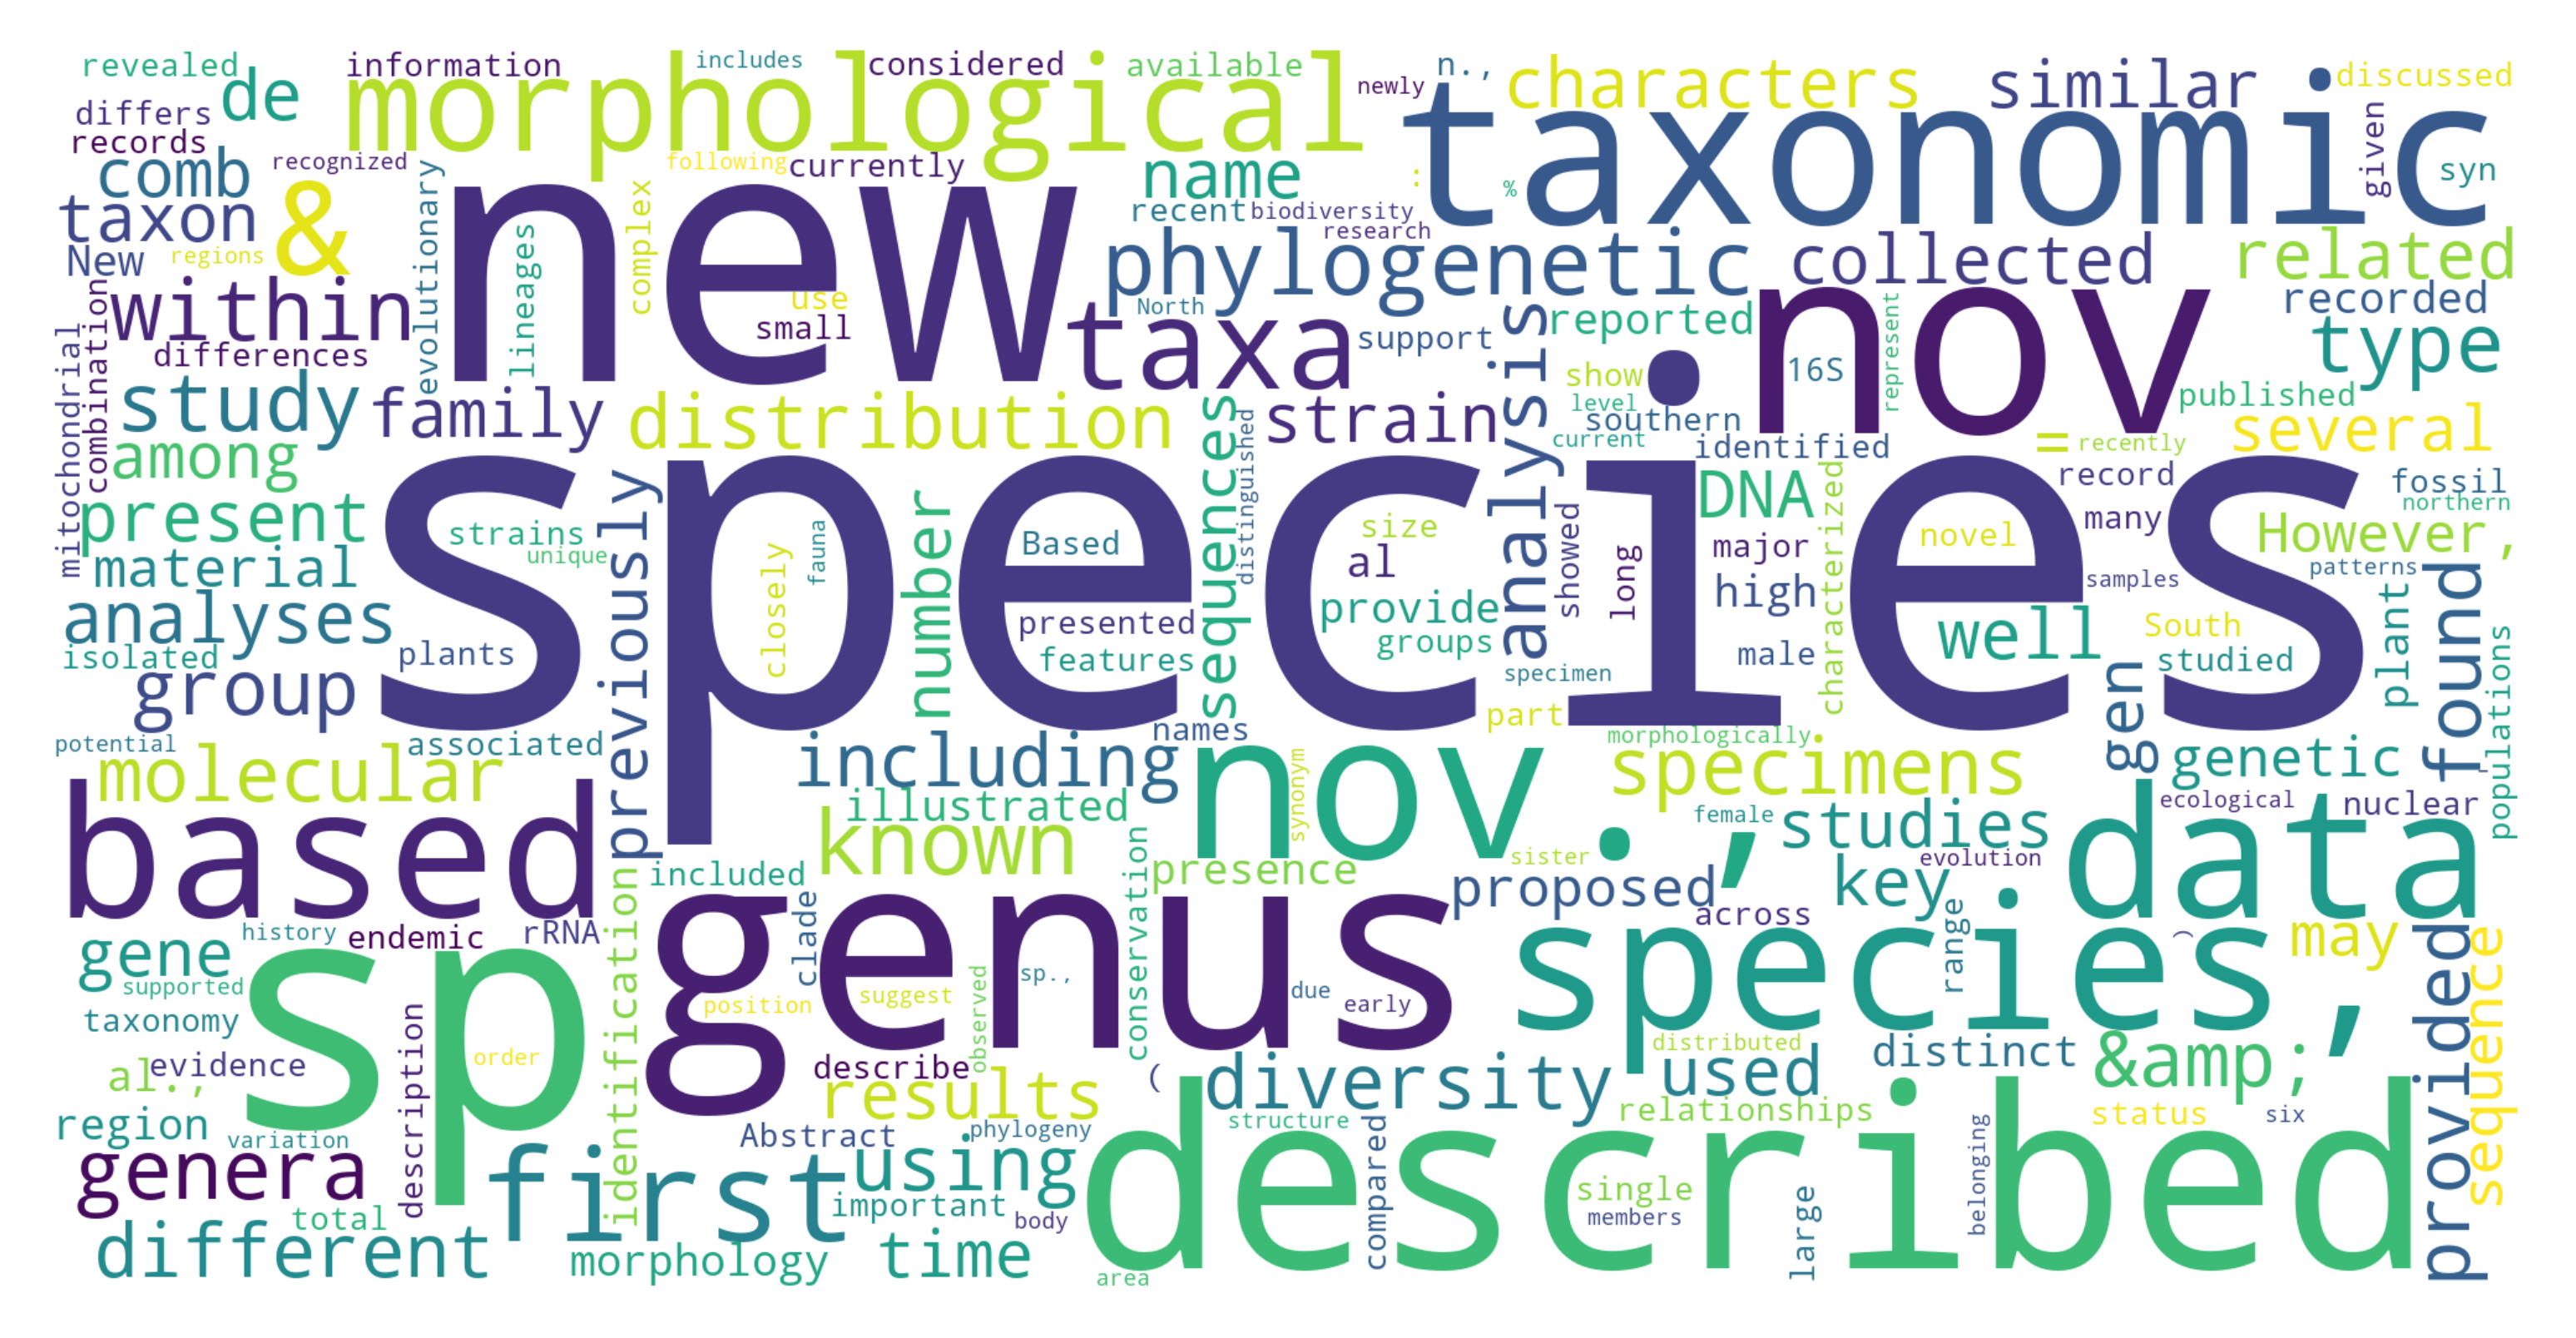 revealed
de
information
morphological
includes
considered
available
newly
n.,
characters
similar
discussed
differs
records
comb
recognized
following
currently
name
:
taxonomic
%
given
syn
taxon
&
evolutionary
new
complex
recent
biodiversity
research
New
regions
phylogenetic
collected
related
within
lineages
use
small
North
taxa
support
reported
.
nov
16S
represent
recorded
type
mitochondrial
combination
differences
study
family
distribution
sequences
distinguished
strain
analysis
show
level
southern
current
identified
published
=
recently
several
among
present
previously
species
strains
unique
plants
closely
fauna
number
Based
presented
features
size
al
provide
groups
showed
long
specimen
DNA
major
high
male
characterized
novel
well
record
many
samples
fossil
northern
However,
patterns
South
studied
plant
found
populations
material
analyses
isolated
group
potential
associated
molecular
including
names
part
morphologically
specimens
gen
genetic
-
ecological
nuclear
based
illustrated
known
synonym
nov.,
female
studies
data
included
conservation
presence
sister
proposed
key
evolution
gene
history
endemic
rRNA
identification
clade
genus
across
species,
range
(
may
provided
sequence
supported
sp
position
suggest
observed
sp.,
due
early
taxonomy
evidence
al.,
description
order
describe
results
(
diversity
distributed
used
distinct
&amp;
region
variation
Abstract
phylogeny
structure
relationships
status
six
genera
first
using
important
body
described
compared
single
members
large
belonging
total
different
morphology
time
area